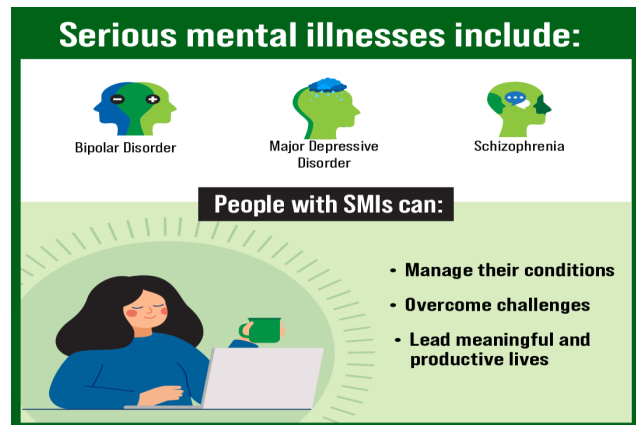 Serious mental illnesses include:
Bipolar Disorder
Major Depressive
Disorder
Schizophrenia
People with SMIs can:
• Manage their conditions
• Overcome challenges
• Lead meaningful and
productive lives